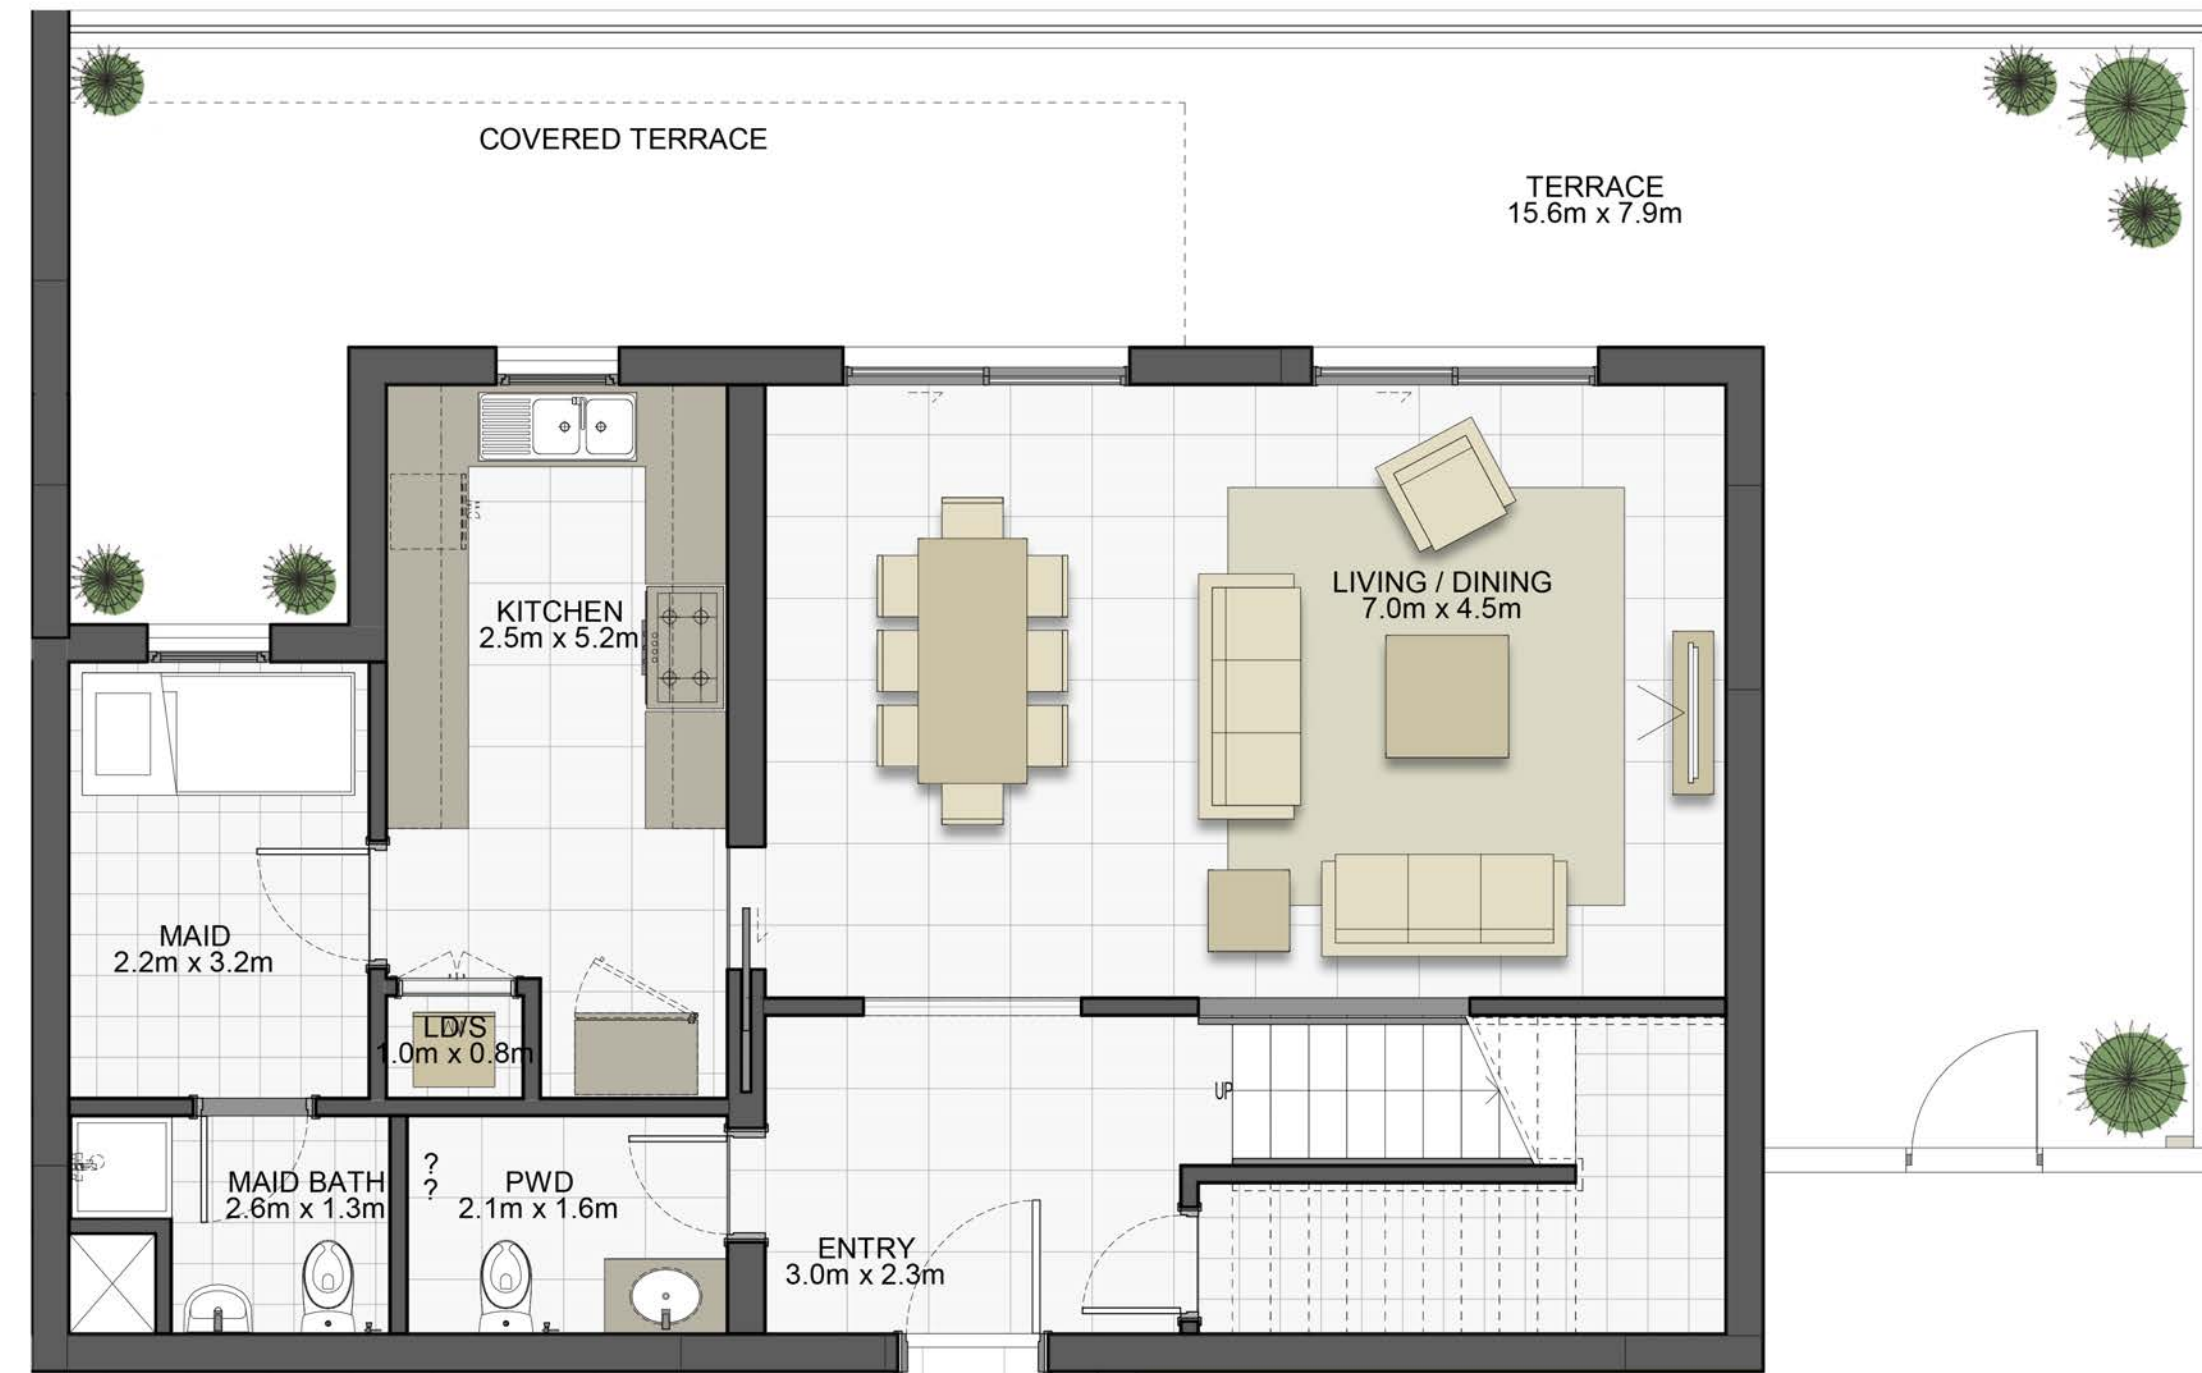 COVERED TERRACE
TERRACE
15.6m x 7.9m
LIVING / DINING
7.0m x 4.5m
KITCHEN
2.5m x 5.2m
MAID
2.2m x 3.2m
LD/S
1.0m x 0.8m
UP
MAID BATH
2.6m x 1.3m
?
?
PWD
2.1m x 1.6m
ENTRY
3.0m x 2.3m